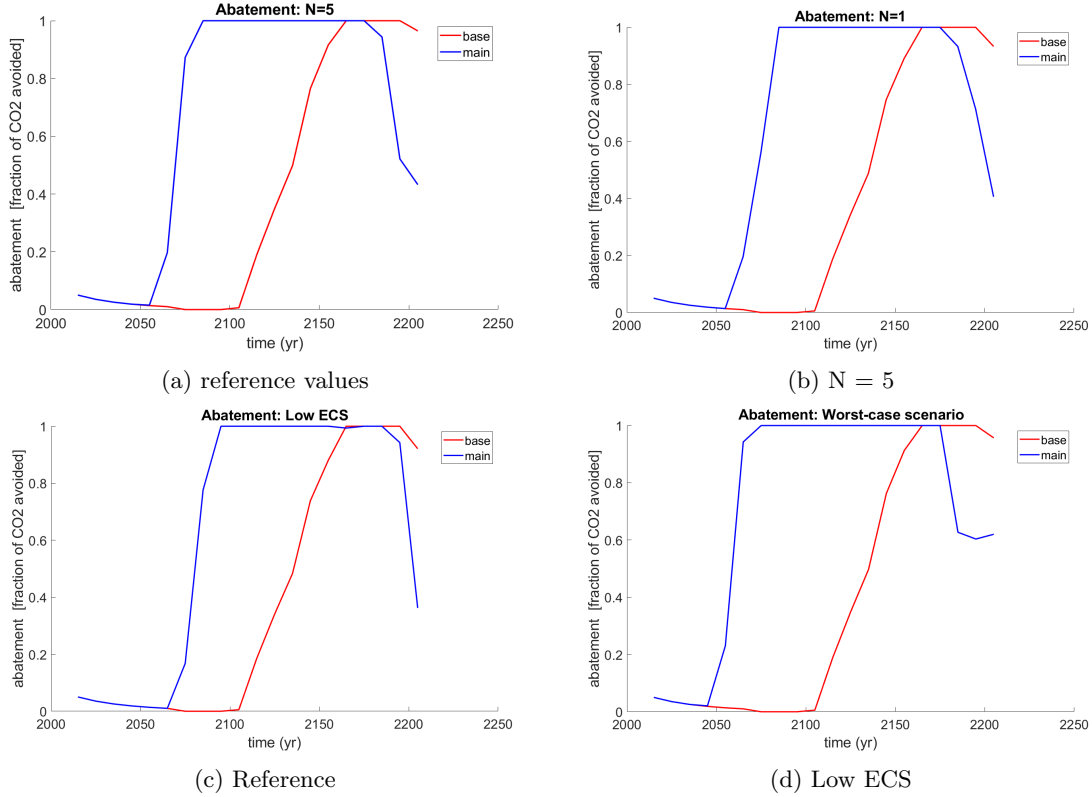 Abatement: N=5
base
main
abatement [fraction of CO2 avoided]
1
0.8
0.6
0.4
0.2
0
2000
2050
2100
2150
2200
2250
time (yr)
(a) reference values
Abatement: N=1
base
main
abatement [fraction of CO2 avoided]
1
0.8
0.6
0.4
0.2
0
2000
2050
2100
2150
2200
2250
time (yr)
(b) N = 5
Abatement: Low ECS
base
main
abatement [fraction of CO2 avoided]
1
0.8
0.6
0.4
0.2
0
2000
2050
2100
2150
2200
2250
time (yr)
(c) Reference
Abatement: Worst-case scenario
base
main
abatement [fraction of CO2 avoided]
1
0.8
0.6
0.4
0.2
0
2000
2050
2100
2150
2200
2250
time (yr)
(d) Low ECS